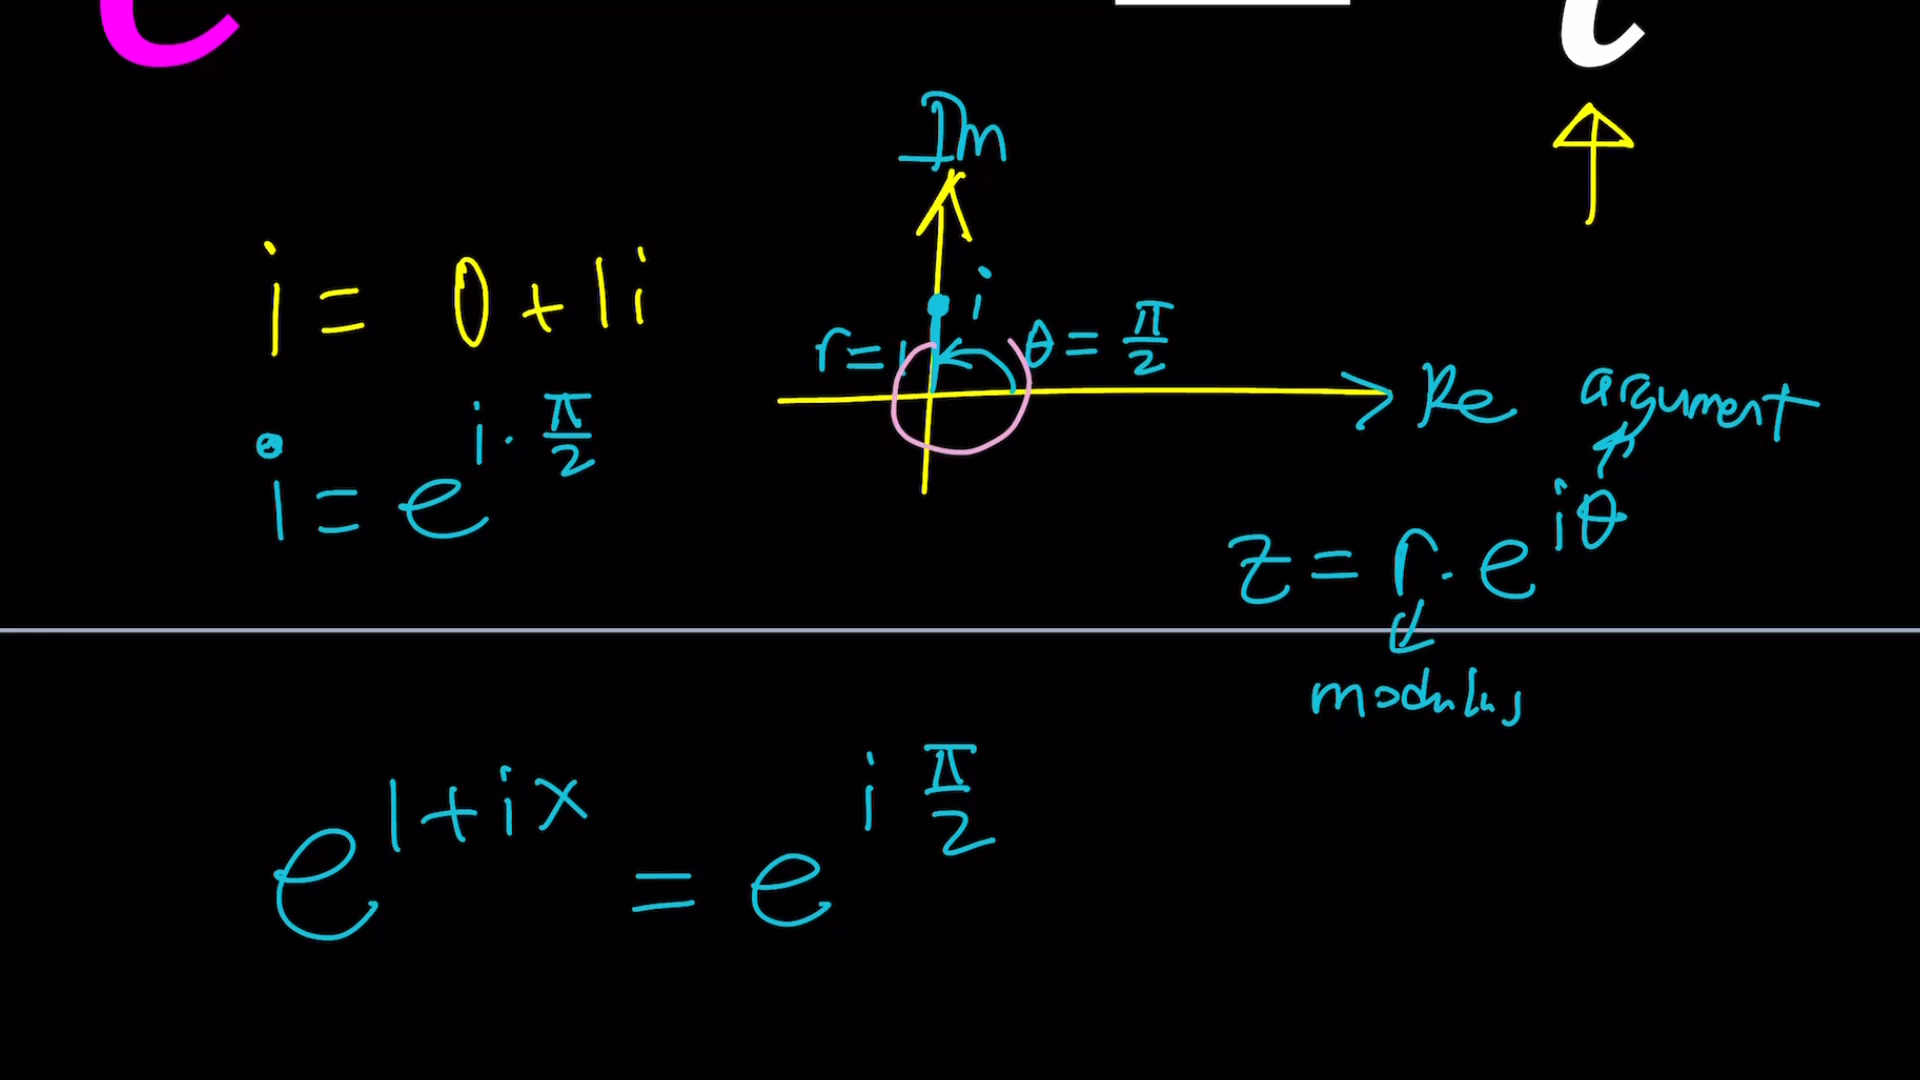 e = i
Im
i = 0 + 1i
i
r = 1 θ = π/2
Re
argument
i = e^{i · π/2}
z = r · e^{iθ}
modulus
e^{1+ix} = e^{i π/2}